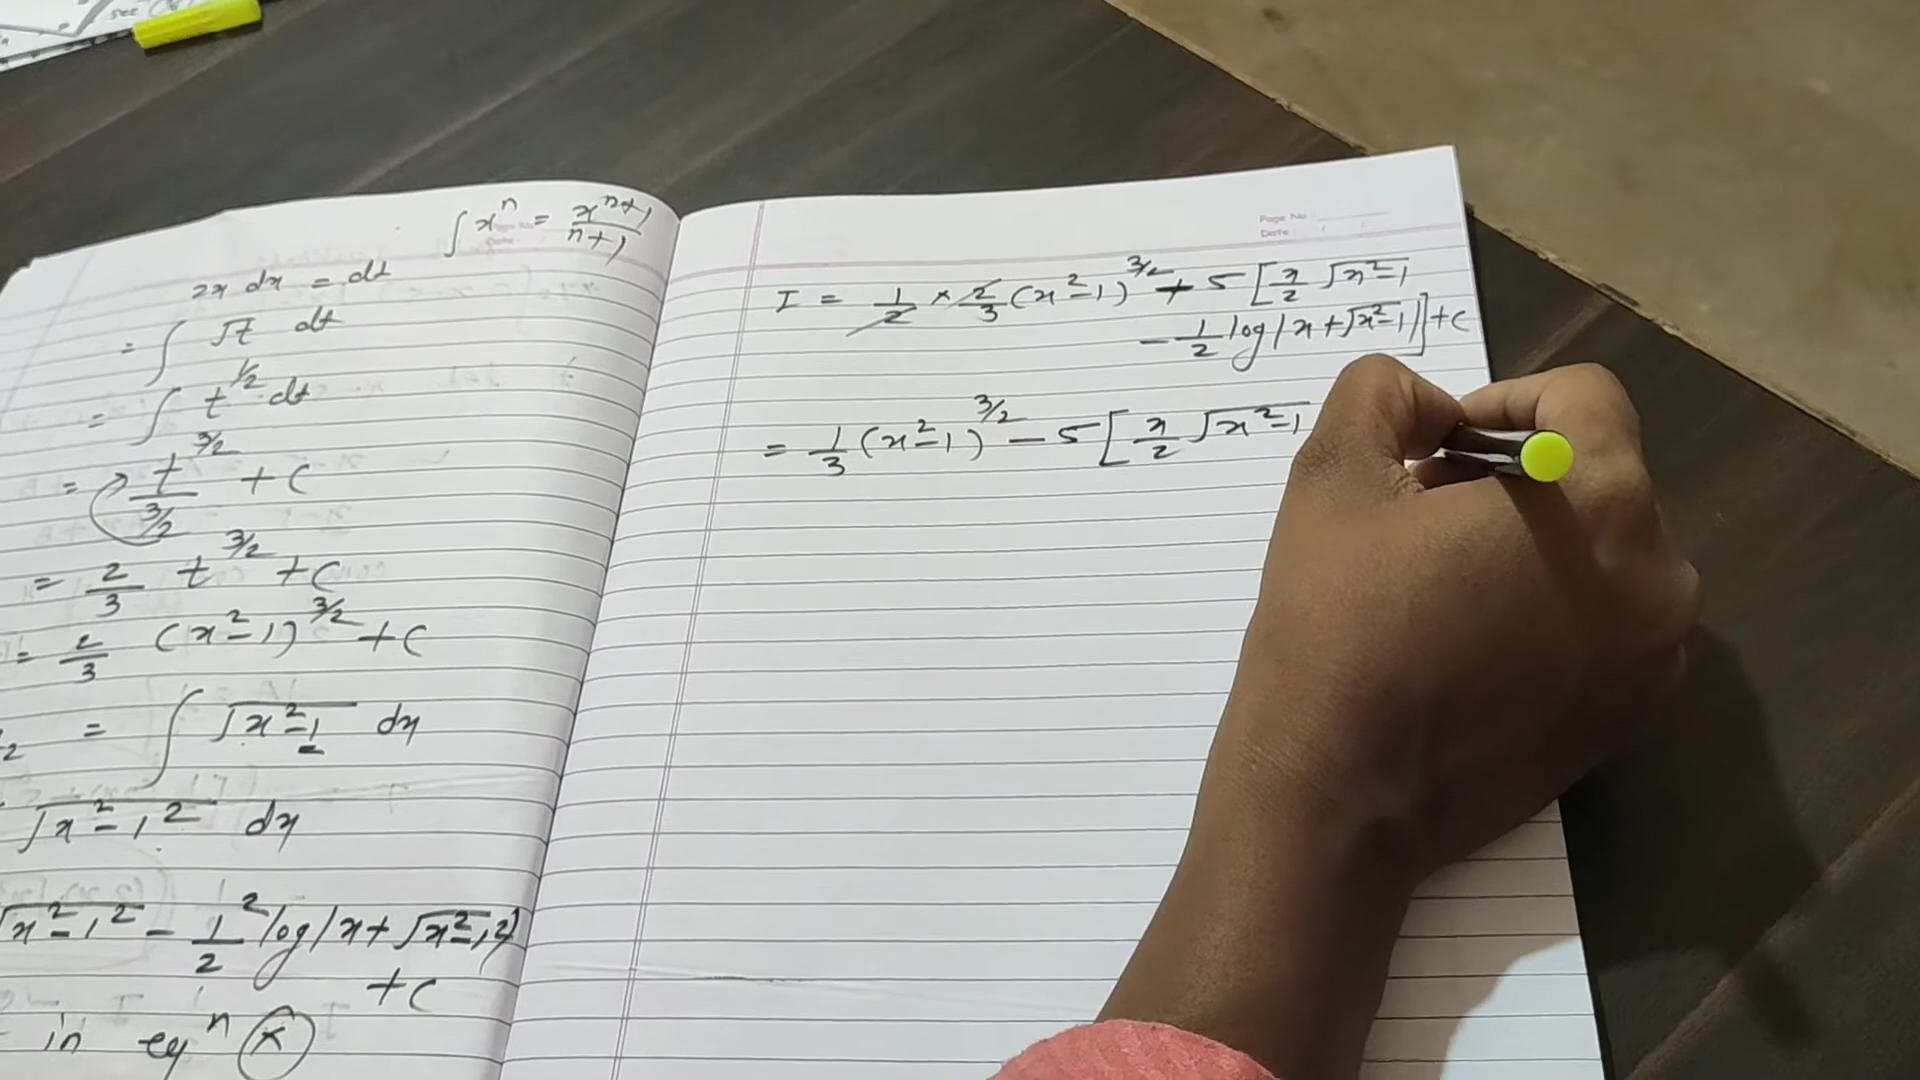 see
∫ xⁿ = xⁿ⁺¹/n+1
2x dx = dt
= ∫ √t dt
= ∫ t^1/2 dt
= t^3/2 / 3/2 + C
= 2/3 t^3/2 + C
= 2/3 (x²-1)^3/2 + C
2 = ∫ √x²-1 dx
√x²-1² dx
√x²-1² - 1²/2 log|x+√x²-1²|
+ C
in eqⁿ
Page No
Date
I = 1/2 × 2/3 (x²-1)^3/2 + 5 [x/2 √x²-1
- 1/2 log|x+√x²-1|] + C
= 1/3 (x²-1)^3/2 - 5 [x/2 √x²-1